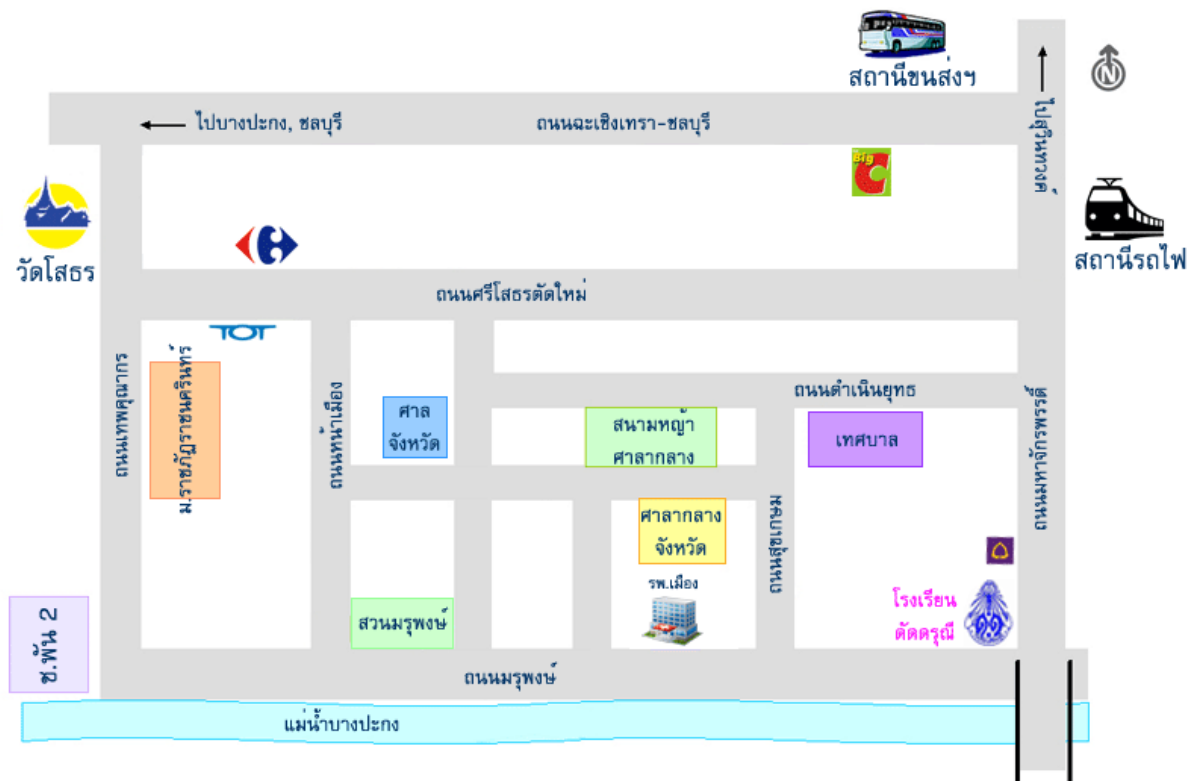 สถานีขนส่งฯ
N
ไปบางปะกง, ชลบุรี
ถนนฉะเชิงเทรา-ชลบุรี
ไปสุวินทวงศ์
Big
C
วัดโสธร
สถานีรถไฟ
ถนนศรีโสธรตัดใหม่
TOT
ถนนเทพคุณากร
ม.ราชภัฏราชนครินทร์
ถนนหน้าเมือง
ศาล
จังหวัด
ถนนดำเนินยุทธ
สนามหญ้า
ศาลากลาง
เทศบาล
ถนนมหาจักรพรรดิ์
ศาลากลาง
จังหวัด
ถนนสุขเกษม
รพ.เมือง
โรงเรียน
ดัดดรุณี
ช.พัน 2
สวนมรุพงษ์
ถนนมรุพงษ์
แม่น้ำบางปะกง